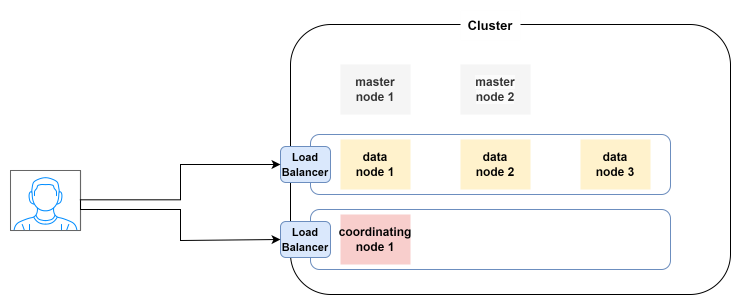 Cluster
master
node 1
master
node 2
Load
Balancer
data
node 1
data
node 2
data
node 3
Load
Balancer
coordinating
node 1